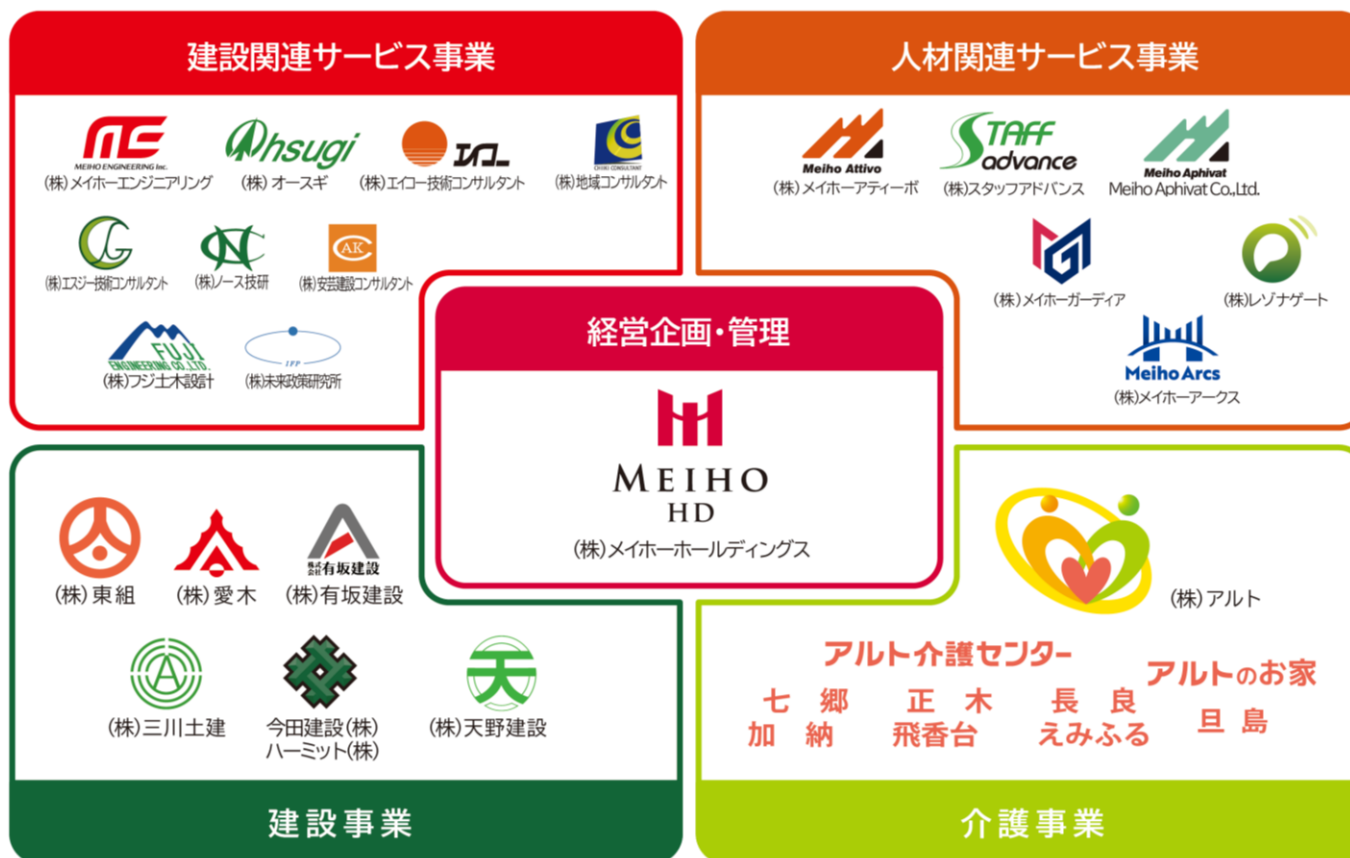 建設関連サービス事業
MEIHO ENGINEERING Inc.
(株)メイホーエンジニアリング
Ohsugi
(株)オースギ
エイコー
(株)エイコー技術コンサルタント
CHIIKI CONSULTANT
(株)地域コンサルタント
(株)エスジー技術コンサルタント
(株)ノース技研
AK
(株)安芸建設コンサルタント
FUJI
ENGINEERING CO.,LTD.
(株)フジ土木設計
IFP
(株)未来政策研究所
人材関連サービス事業
Meiho Attivo
(株)メイホーアティーボ
STAFF
advance
(株)スタッフアドバンス
Meiho Aphivat
Meiho Aphivat Co.,Ltd.
(株)メイホーガーディア
(株)レゾナゲート
Meiho Arcs
(株)メイホーアークス
経営企画・管理
MEIHO
HD
(株)メイホーホールディングス
(株)東組
(株)愛木
株式会社有坂建設
(株)有坂建設
A
(株)三川土建
今田建設(株)
ハーミット(株)
天
(株)天野建設
建設事業
(株)アルト
アルト介護センター
七郷 正木 長良
加納 飛香台 えみふる
アルトのお家
旦島
介護事業